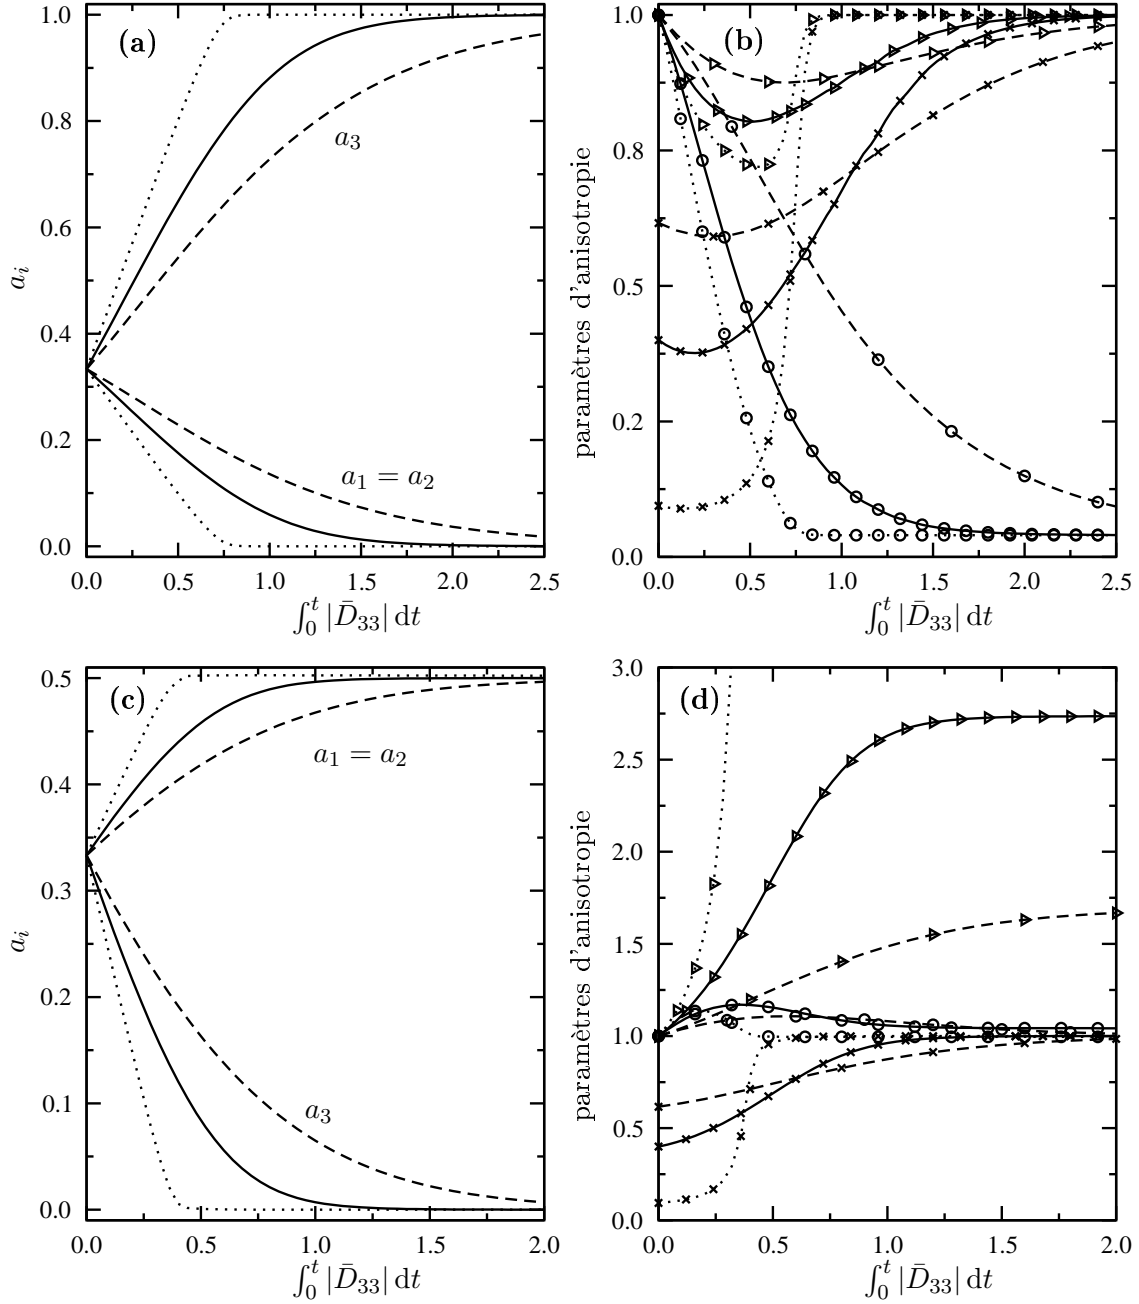 (a)
1.0
0.8
0.6
0.4
0.2
0.0
a_i
a_3
a_1 = a_2
0.0 0.5 1.0 1.5 2.0 2.5
∫_0^t |D̄_33| dt
(b)
1.0
0.8
0.5
0.2
0.0
paramètres d'anisotropie
0.0 0.5 1.0 1.5 2.0 2.5
∫_0^t |D̄_33| dt
(c)
0.5
0.4
0.3
0.2
0.1
0.0
a_i
a_1 = a_2
a_3
0.0 0.5 1.0 1.5 2.0
∫_0^t |D̄_33| dt
(d)
3.0
2.5
2.0
1.5
1.0
0.5
0.0
paramètres d'anisotropie
0.0 0.5 1.0 1.5 2.0
∫_0^t |D̄_33| dt